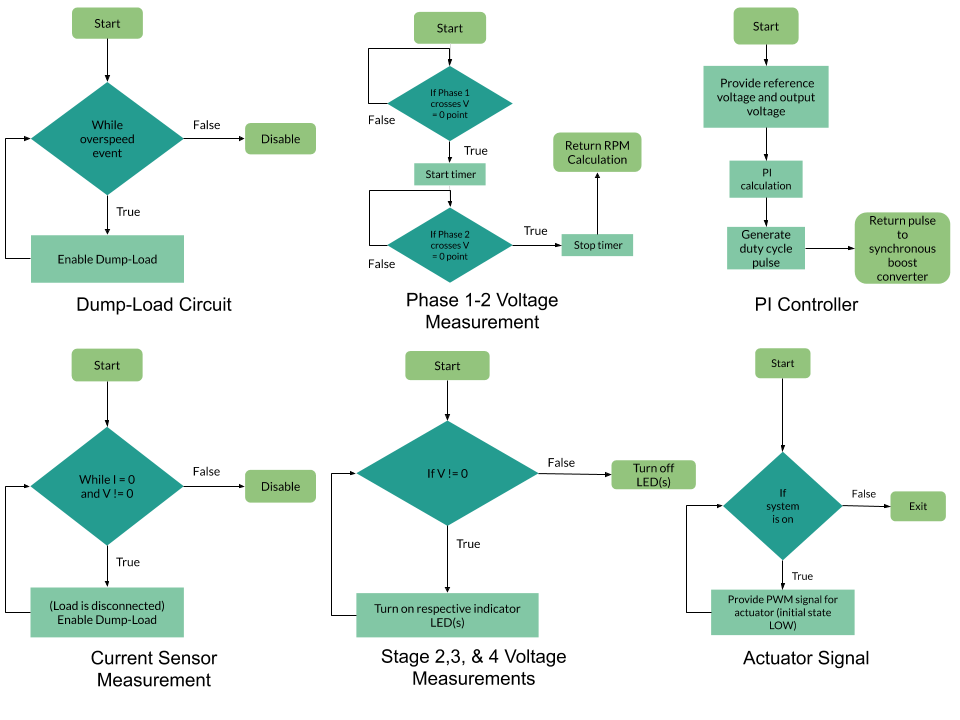 Start
While
overspeed
event
False
Disable
True
Enable Dump-Load
Dump-Load Circuit
Start
If Phase 1
crosses V
= 0 point
False
True
Start timer
If Phase 2
crosses V
= 0 point
False
True
Stop timer
Return RPM
Calculation
Phase 1-2 Voltage
Measurement
Start
Provide reference
voltage and output
voltage
PI
calculation
Generate
duty cycle
pulse
Return pulse
to
synchronous
boost
converter
PI Controller
Start
While I = 0
and V != 0
False
Disable
True
(Load is disconnected)
Enable Dump-Load
Current Sensor
Measurement
Start
If V != 0
False
Turn off
LED(s)
True
Turn on respective indicator
LED(s)
Stage 2,3, & 4 Voltage
Measurements
Start
If
system
is on
False
Exit
True
Provide PWM signal for
actuator (initial state
LOW)
Actuator Signal